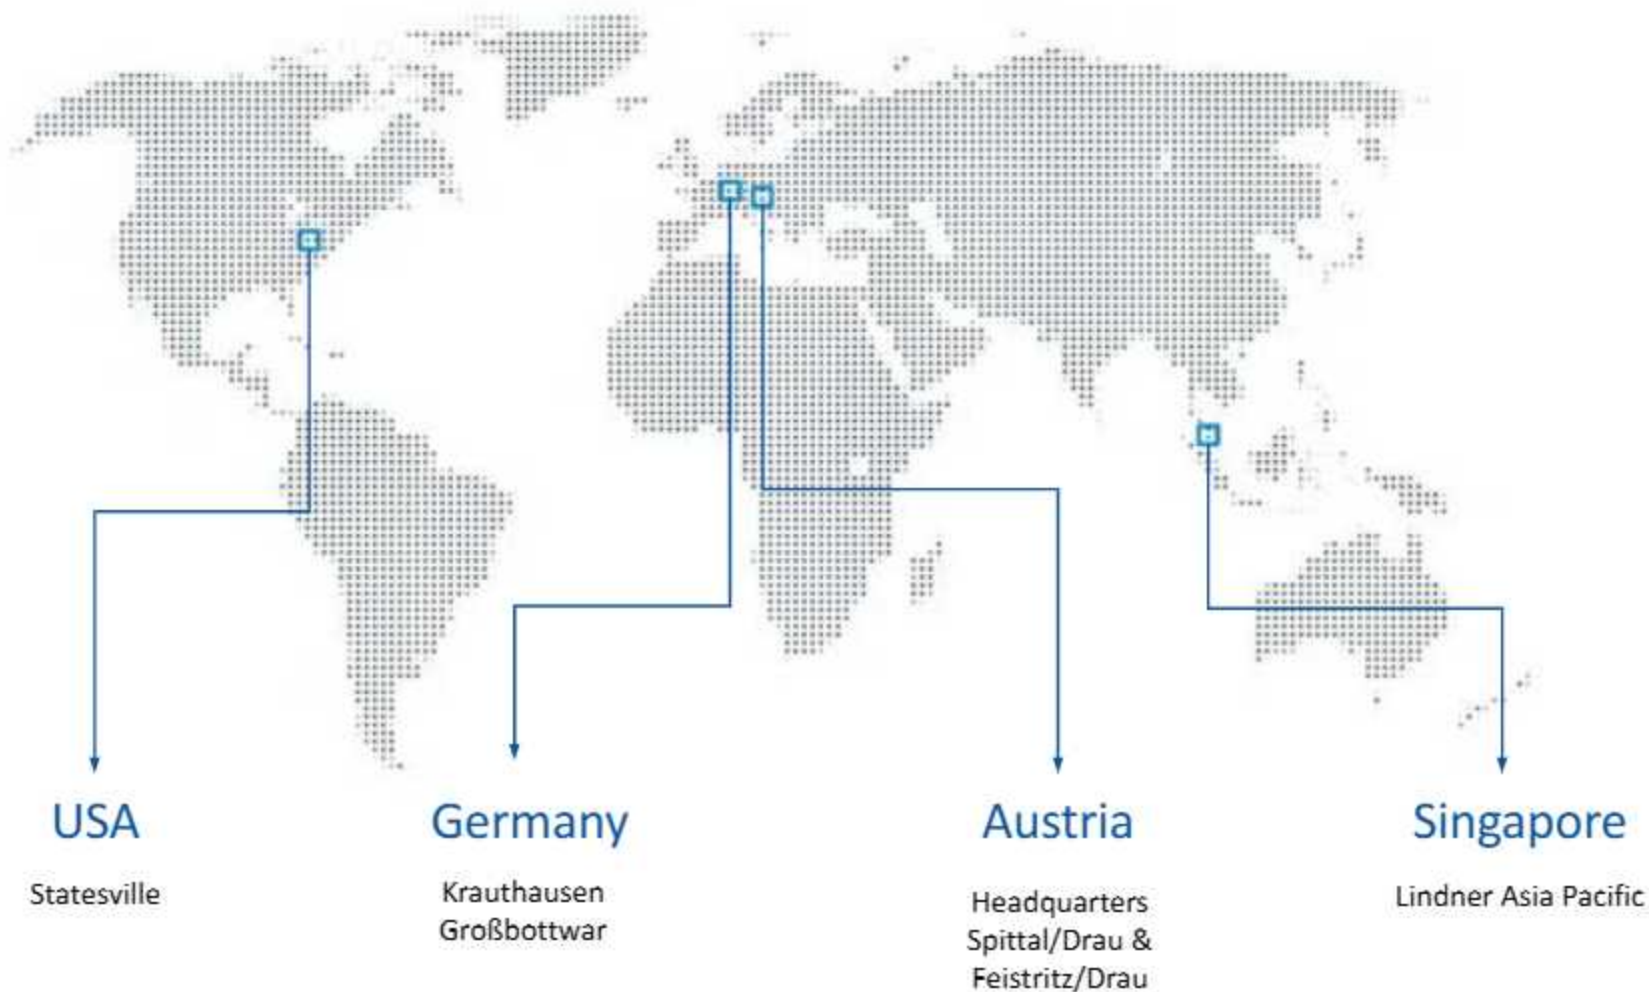 USA
Statesville
Germany
Krauthausen
Großbottwar
Austria
Headquarters
Spittal/Drau &
Feistritz/Drau
Singapore
Lindner Asia Pacific